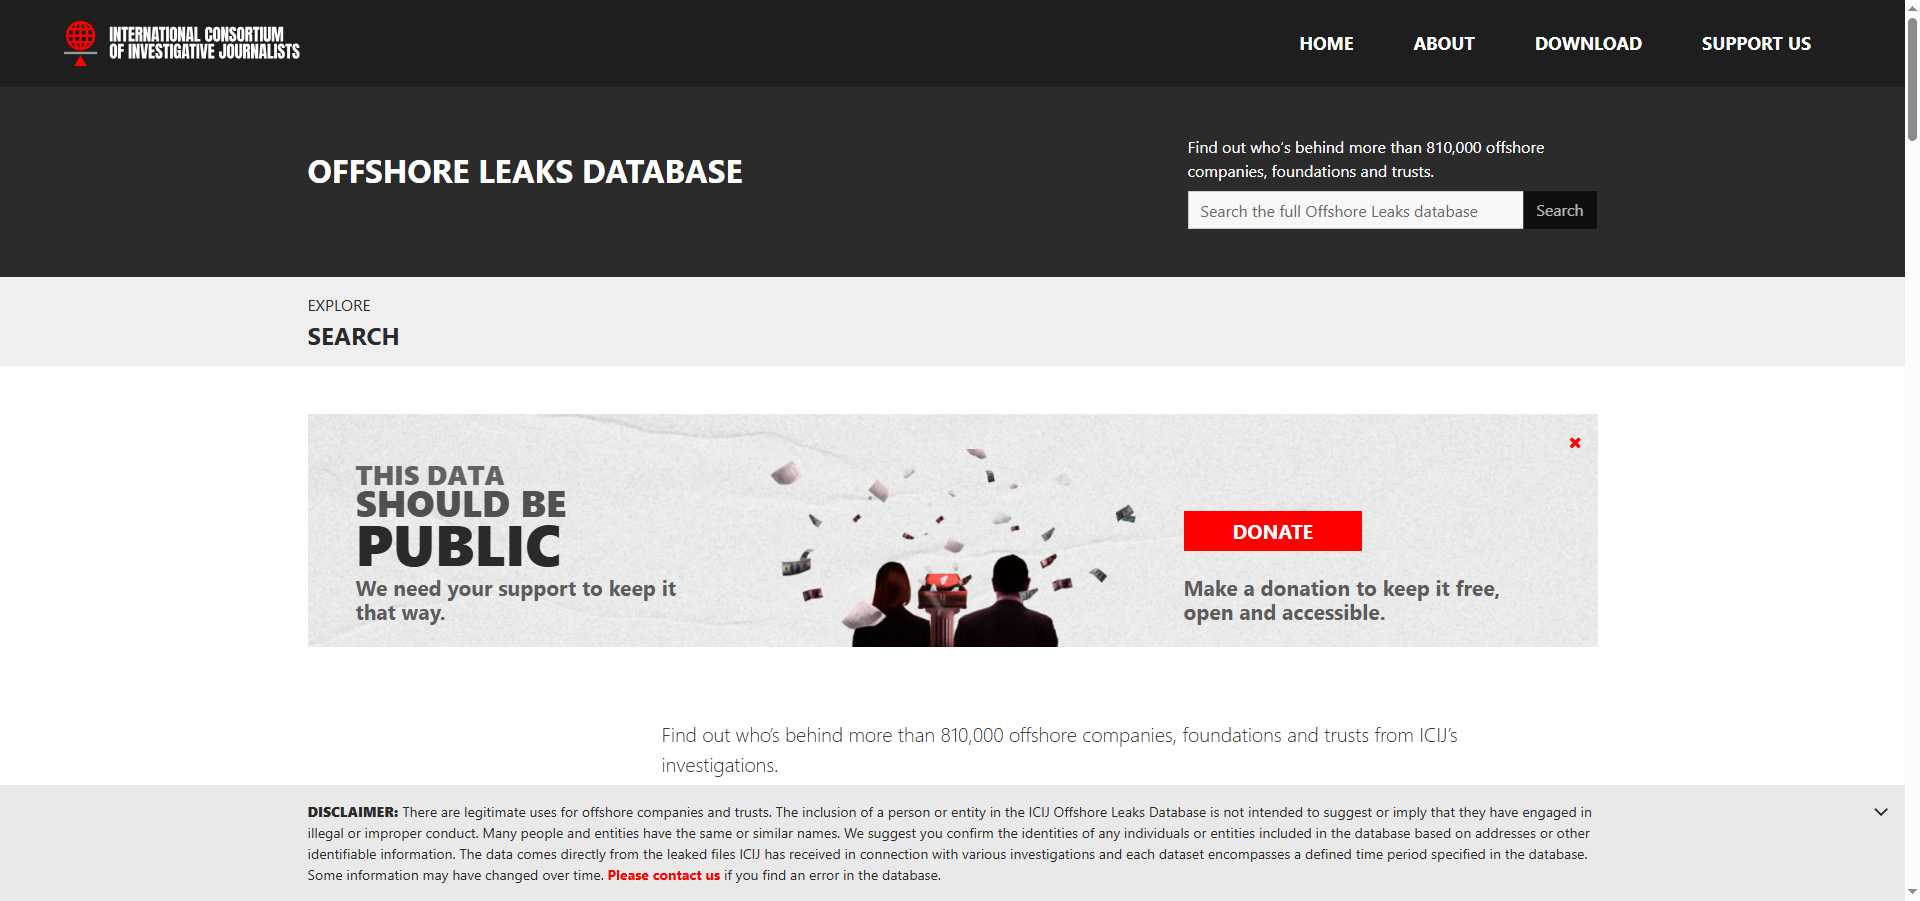 INTERNATIONAL CONSORTIUM
OF INVESTIGATIVE JOURNALISTS
HOME
ABOUT
DOWNLOAD
SUPPORT US
OFFSHORE LEAKS DATABASE
Find out who’s behind more than 810,000 offshore
companies, foundations and trusts.
Search the full Offshore Leaks database
Search
EXPLORE
SEARCH
THIS DATA
SHOULD BE
PUBLIC
We need your support to keep it
that way.
DONATE
Make a donation to keep it free,
open and accessible.
Find out who’s behind more than 810,000 offshore companies, foundations and trusts from ICIJ’s
investigations.
DISCLAIMER: There are legitimate uses for offshore companies and trusts. The inclusion of a person or entity in the ICIJ Offshore Leaks Database is not intended to suggest or imply that they have engaged in
illegal or improper conduct. Many people and entities have the same or similar names. We suggest you confirm the identities of any individuals or entities included in the database based on addresses or other
identifiable information. The data comes directly from the leaked files ICIJ has received in connection with various investigations and each dataset encompasses a defined time period specified in the database.
Some information may have changed over time. Please contact us if you find an error in the database.